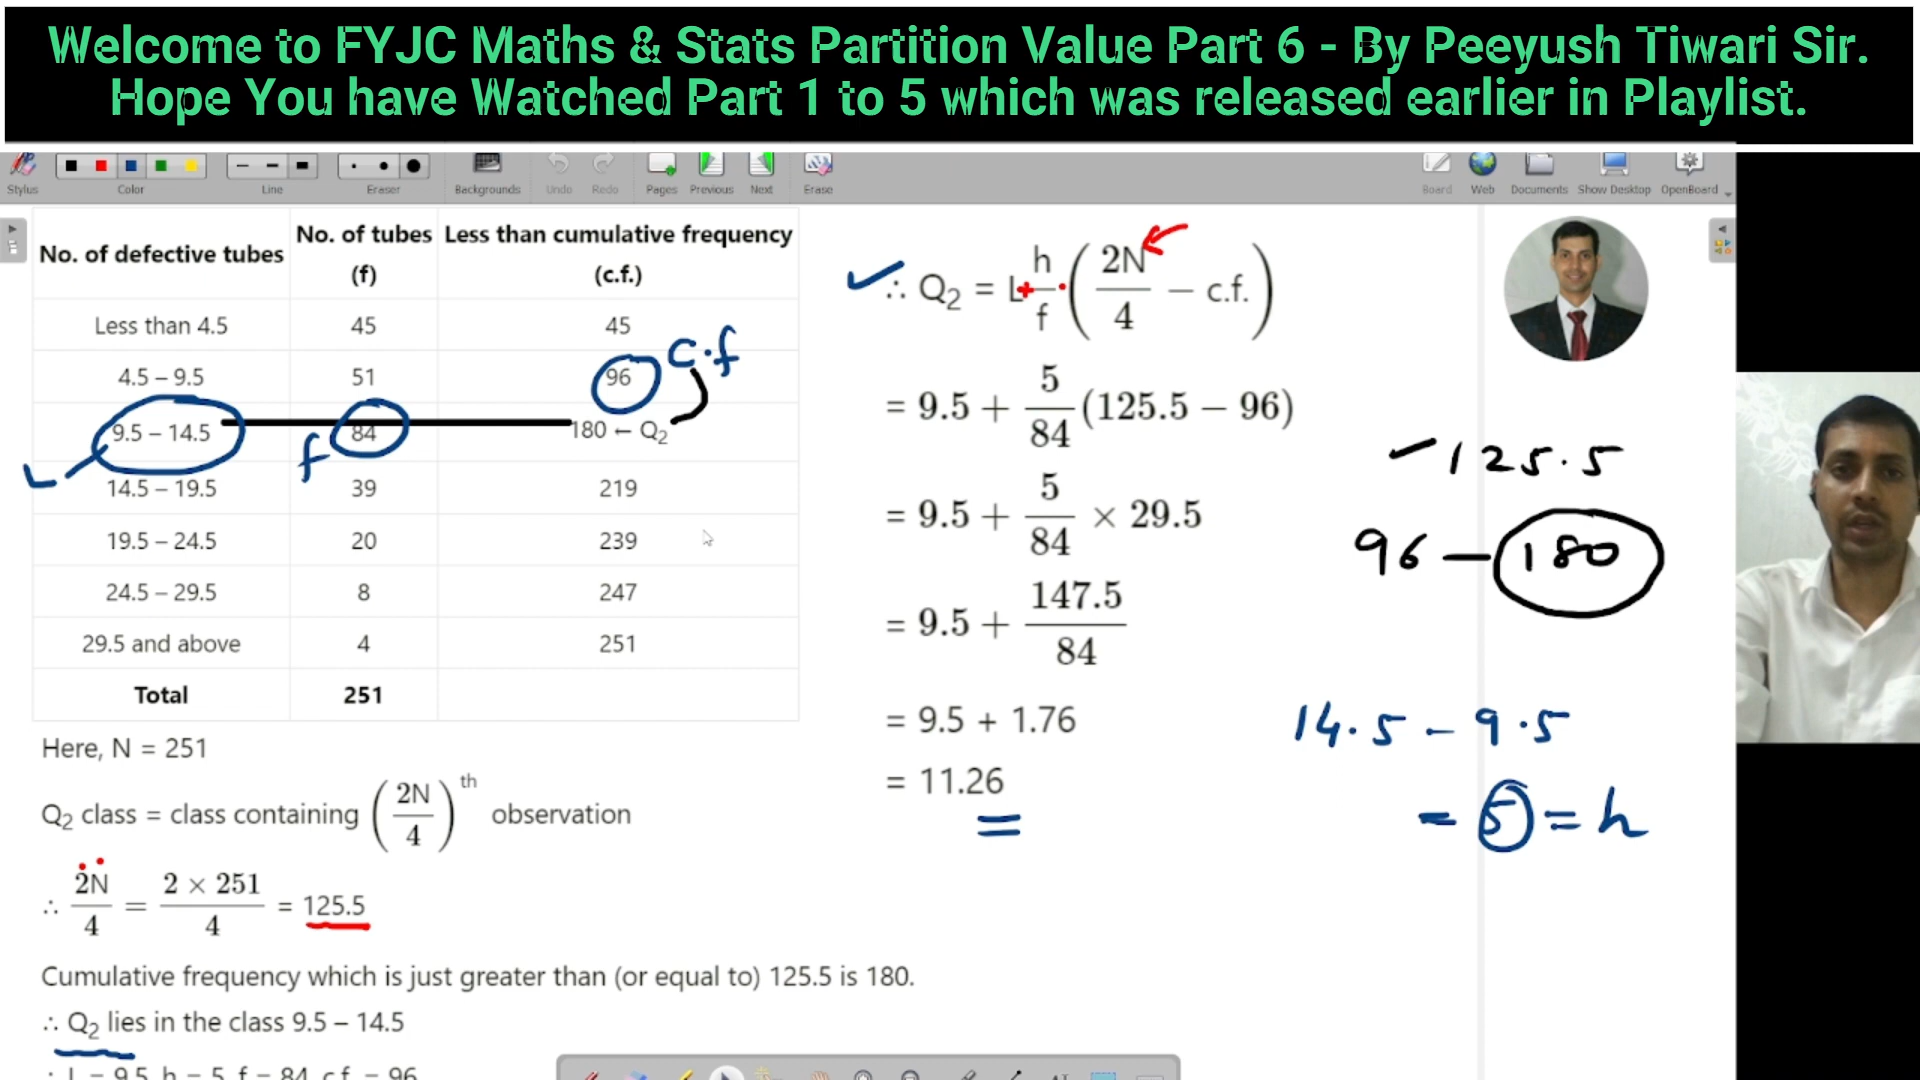 Welcome to FYJC Maths & Stats Partition Value Part 6 - By Peeyush Tiwari Sir.
Hope You have Watched Part 1 to 5 which was released earlier in Playlist.
Stylus Color Line Eraser Backgrounds Undo Redo Pages Previous Next Erase Board Web Documents Show Desktop OpenBoard
No. of defective tubes No. of tubes (f) Less than cumulative frequency (c.f.)
Less than 4.5 45 45
4.5 – 9.5 51 96 c.f
9.5 – 14.5 84 180 ← Q2
L f
14.5 – 19.5 39 219
19.5 – 24.5 20 239
24.5 – 29.5 8 247
29.5 and above 4 251
Total 251
Here, N = 251
Q2 class = class containing (2N/4)th observation
∴ 2N/4 = 2 × 251/4 = 125.5
Cumulative frequency which is just greater than (or equal to) 125.5 is 180.
∴ Q2 lies in the class 9.5 – 14.5
∴ L = 9.5, h = 5, f = 84, c.f. = 96
∴ Q2 = L + h/f · (2N/4 − c.f.)
= 9.5 + 5/84 (125.5 − 96)
= 9.5 + 5/84 × 29.5
= 9.5 + 147.5/84
= 9.5 + 1.76
= 11.26
125.5
96 — 180
14.5 - 9.5
= 5 = h